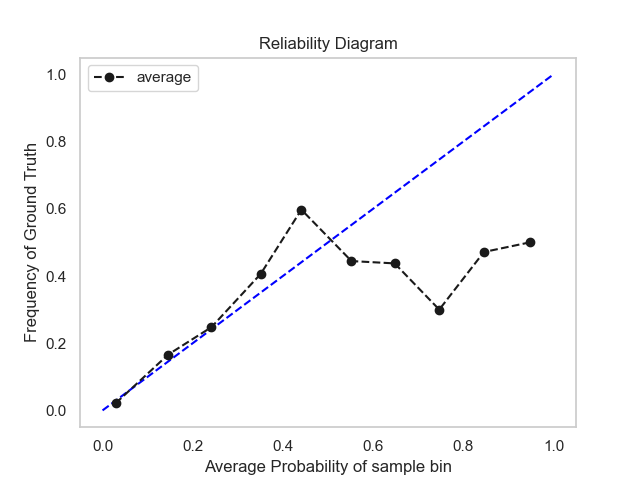 Reliability Diagram
average
Frequency of Ground Truth
1.0
0.8
0.6
0.4
0.2
0.0
0.0 0.2 0.4 0.6 0.8 1.0
Average Probability of sample bin